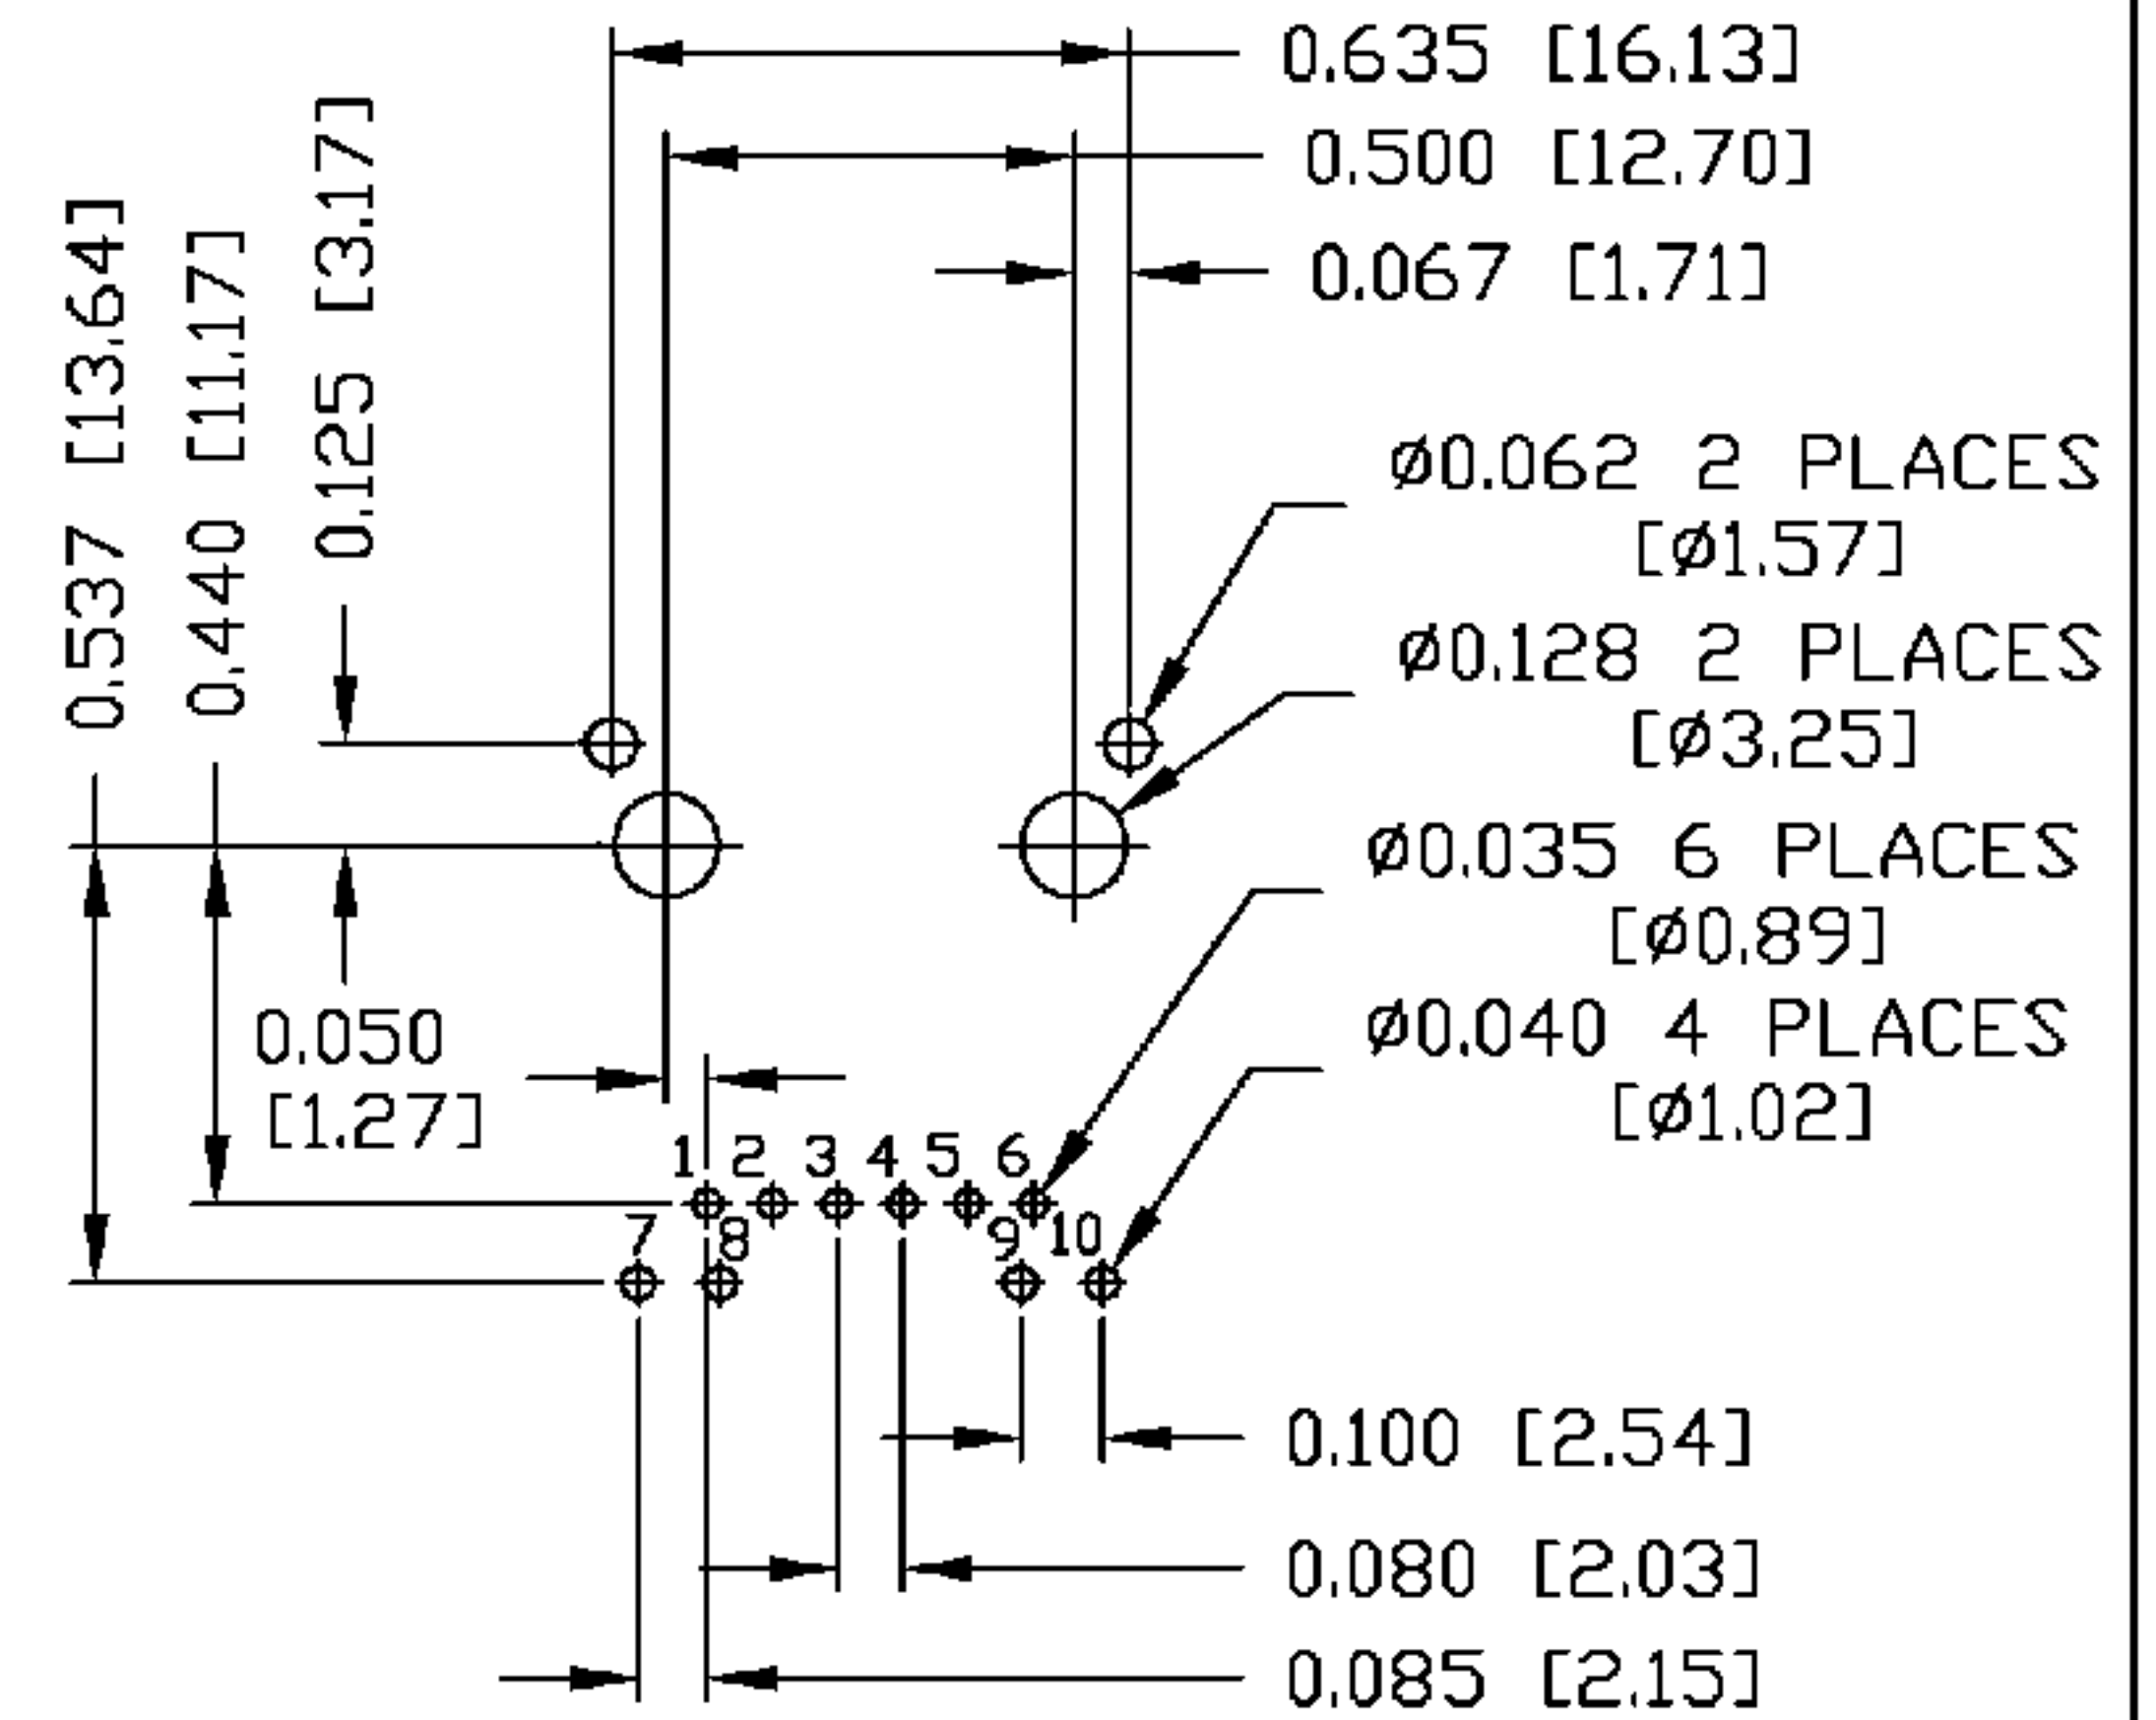 0.635 [16.13]
0.500 [12.70]
0.067 [1.71]
0.537 [13.64]
0.440 [11.17]
0.125 [3.17]
ø0.062 2 PLACES
[ø1.57]
ø0.128 2 PLACES
[ø3.25]
ø0.035 6 PLACES
[ø0.89]
ø0.040 4 PLACES
[ø1.02]
0.050
[1.27]
1 2 3 4 5 6
7 8 9 10
0.100 [2.54]
0.080 [2.03]
0.085 [2.15]